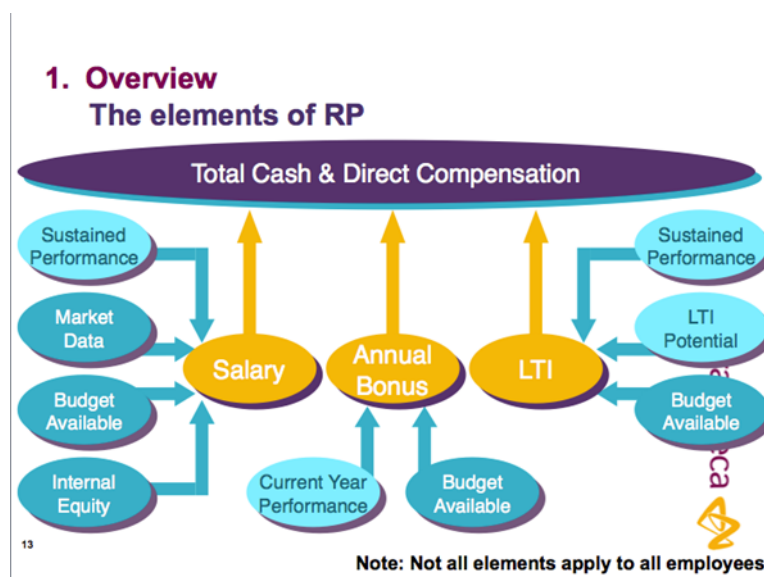 1. Overview
The elements of RP
Total Cash & Direct Compensation
Sustained
Performance
Market
Data
Budget
Available
Internal
Equity
Salary
Annual
Bonus
LTI
Current Year
Performance
Budget
Available
Sustained
Performance
LTI
Potential
Budget
Available
13
Note: Not all elements apply to all employees